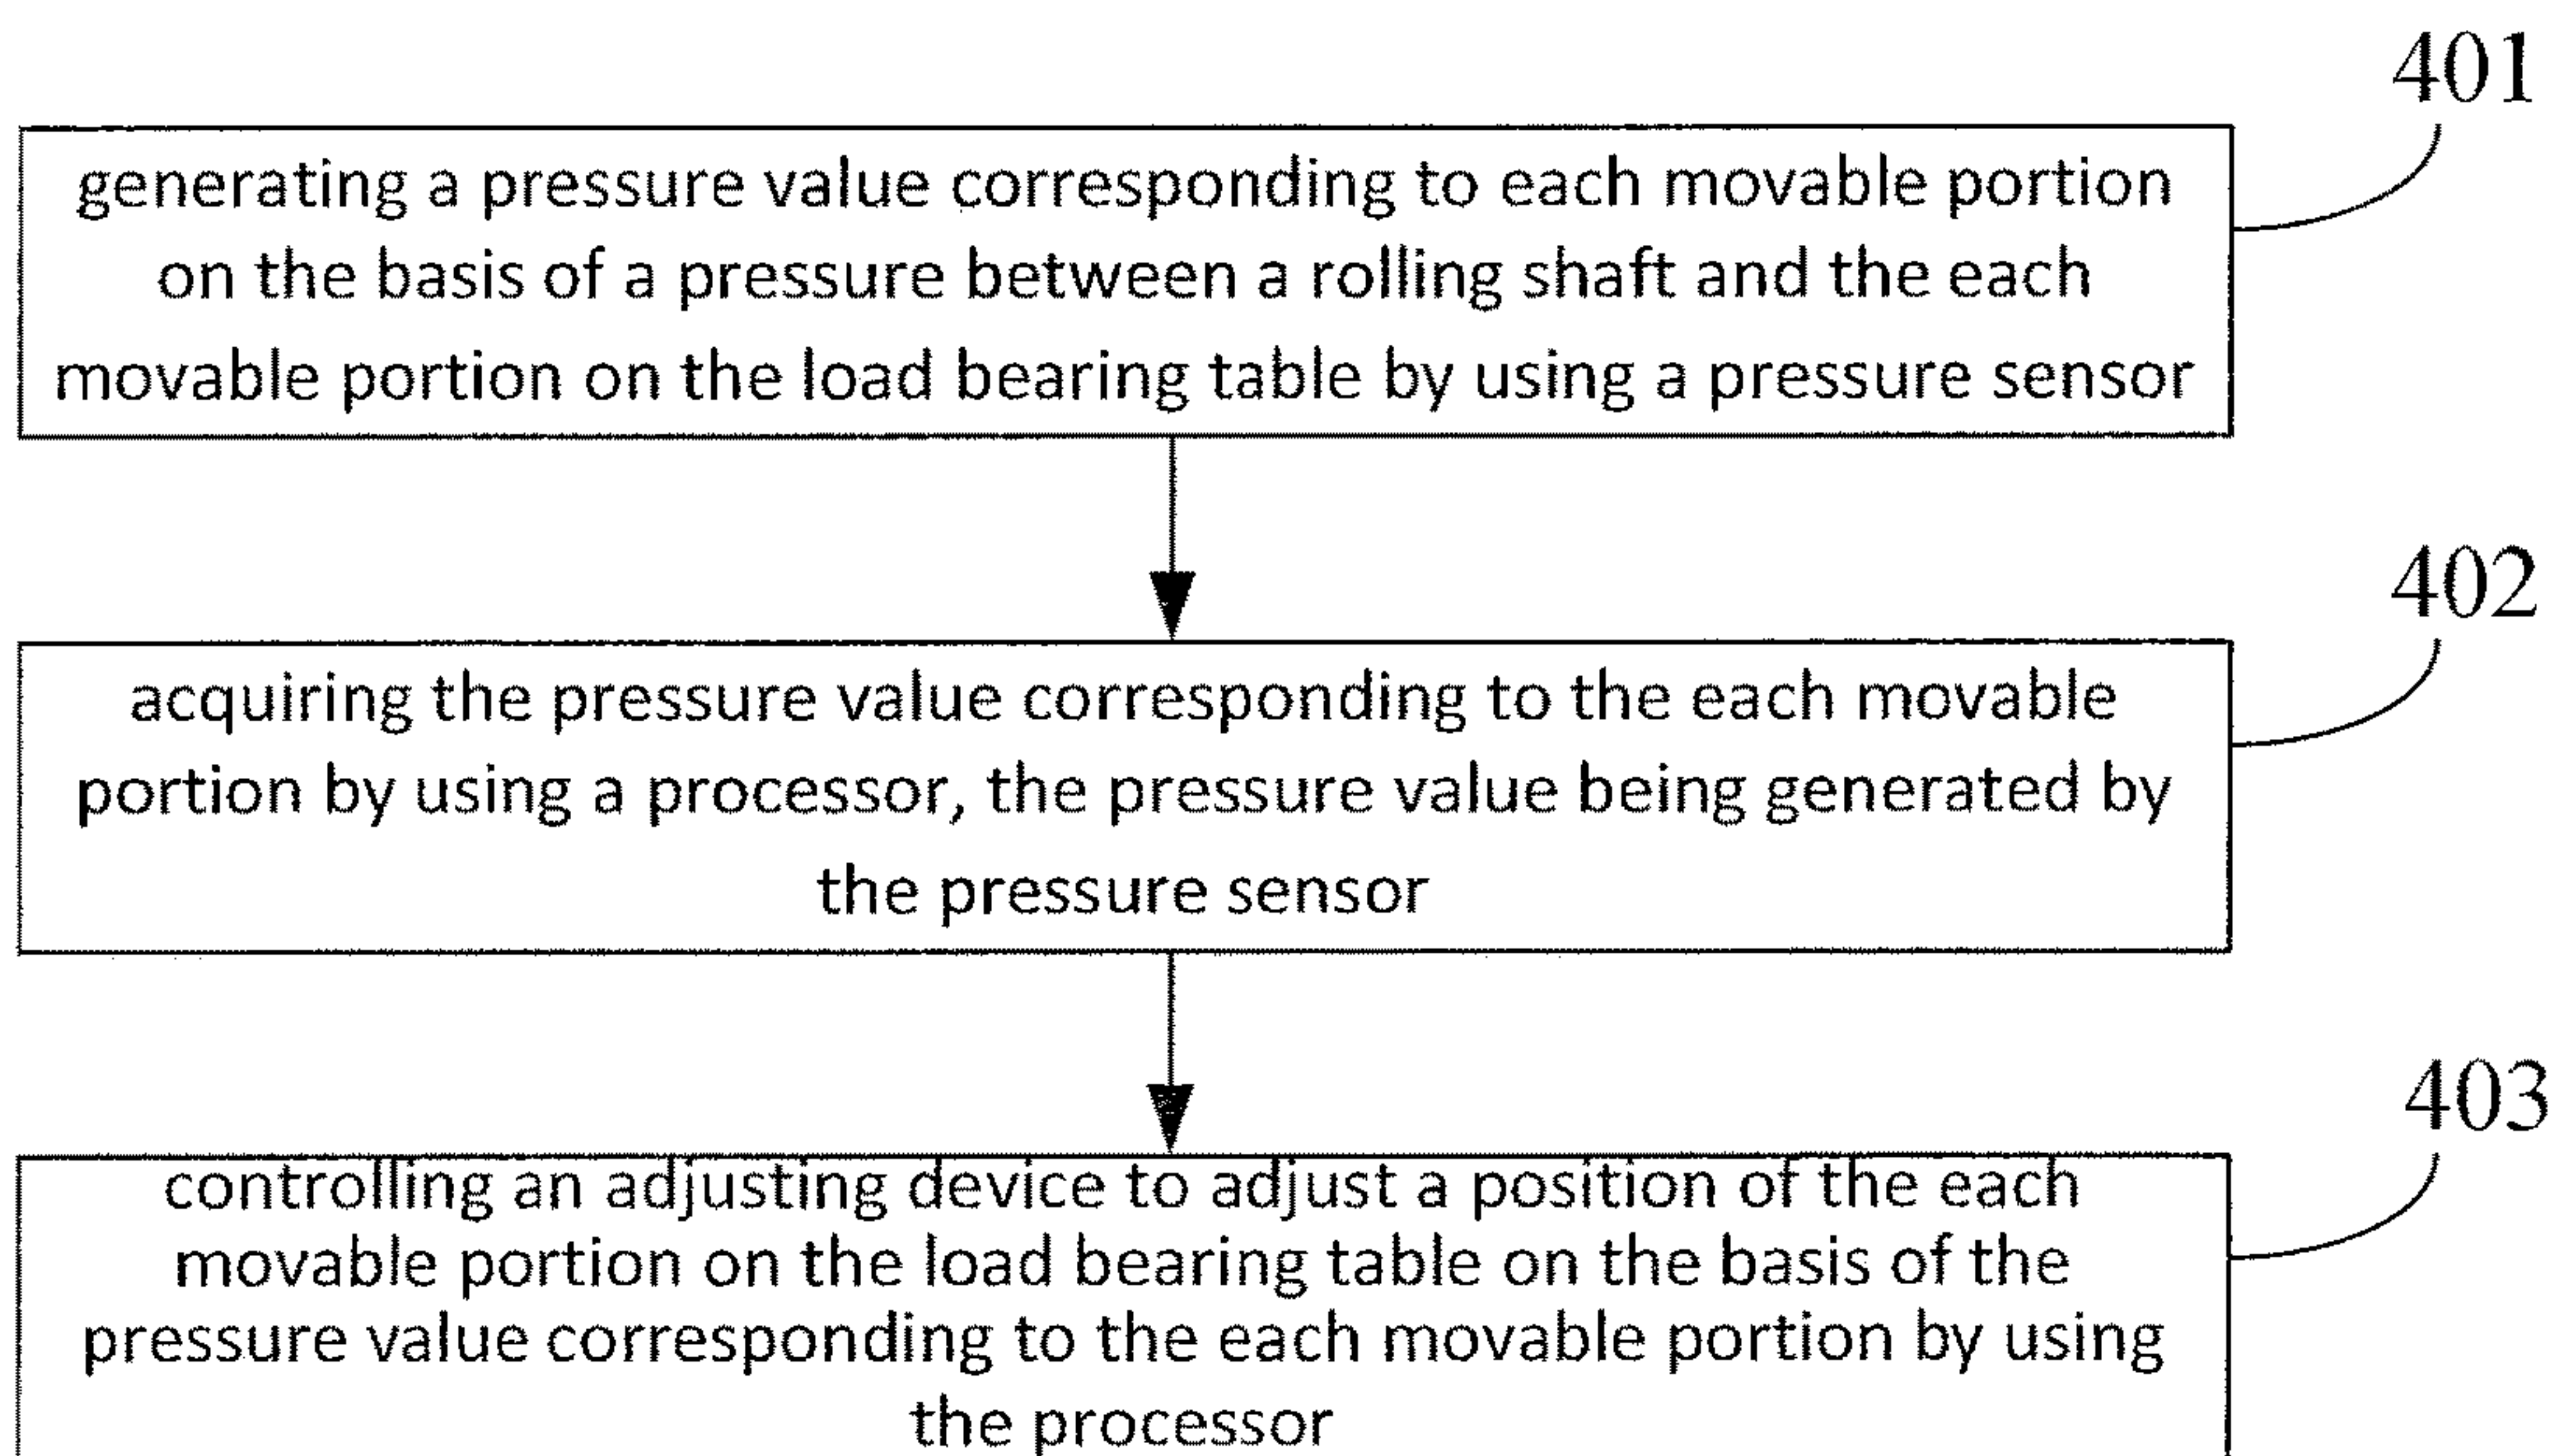 401
generating a pressure value corresponding to each movable portion
on the basis of a pressure between a rolling shaft and the each
movable portion on the load bearing table by using a pressure sensor
402
acquiring the pressure value corresponding to the each movable
portion by using a processor, the pressure value being generated by
the pressure sensor
403
controlling an adjusting device to adjust a position of the each
movable portion on the load bearing table on the basis of the
pressure value corresponding to the each movable portion by using
the processor